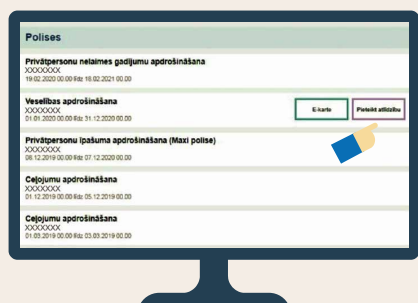 Polises
Privātpersonu nelaimes gadījumu apdrošināšana
XXXXXXX
19.02.2020 00.00 līdz 18.02.2021 00.00
Veselības apdrošināšana
XXXXXXX
01.01.2020 00.00 līdz 31.12.2020 00.00
E-karte
Pieteikt atlīdzību
Privātpersonu īpašuma apdrošināšana (Maxi polise)
XXXXXXX
08.12.2019 00.00 līdz 07.12.2020 00.00
Ceļojumu apdrošināšana
XXXXXXX
01.12.2019 00.00 līdz 05.12.2019 00.00
Ceļojumu apdrošināšana
XXXXXXX
01.03.2019 00.00 līdz 03.03.2019 00.00